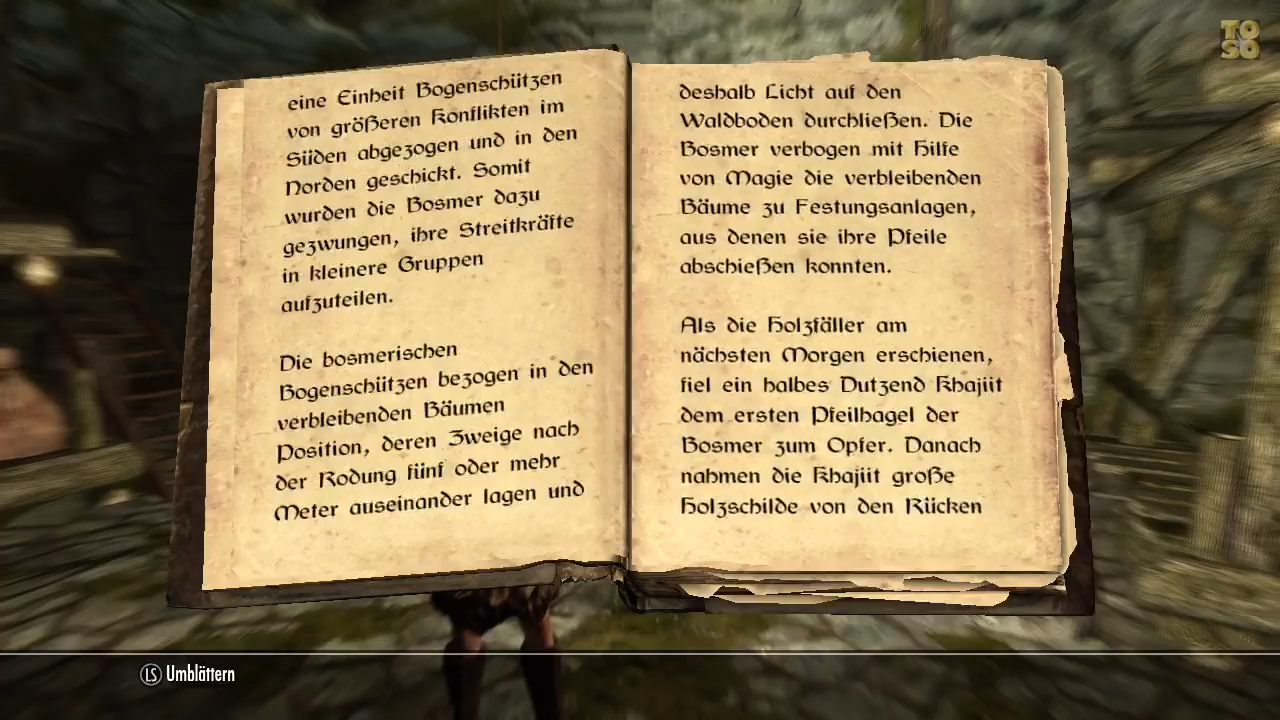 eine Einheit Bogenschützen
von größeren Konflikten im
Süden abgezogen und in den
Norden geschickt. Somit
wurden die Bosmer dazu
gezwungen, ihre Streitkräfte
in kleinere Gruppen
aufzuteilen.
Die bosmerischen
Bogenschützen bezogen in den
verbleibenden Bäumen
Position, deren Zweige nach
der Rodung fünf oder mehr
Meter auseinander lagen und
deshalb Licht auf den
Waldboden durchließen. Die
Bosmer verbogen mit Hilfe
von Magie die verbleibenden
Bäume zu Festungsanlagen,
aus denen sie ihre Pfeile
abschießen konnten.
Als die Holzfäller am
nächsten Morgen erschienen,
fiel ein halbes Dutzend Khajiit
dem ersten Pfeilhagel der
Bosmer zum Opfer. Danach
nahmen die Khajiit große
Holzschilde von den Rücken
LS Umblättern
TO
SO